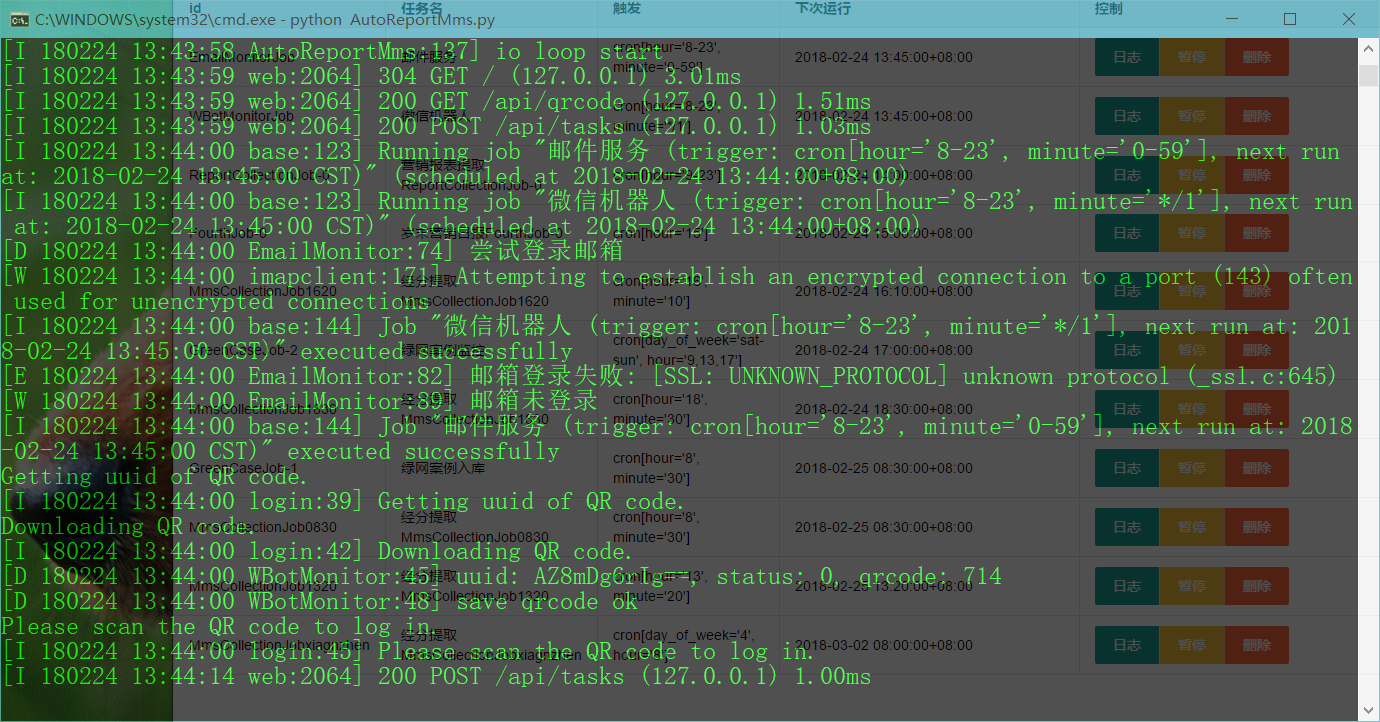 C:\WINDOWS\system32\cmd.exe - python  AutoReportMms.py
id 任务名 触发 下次运行 控制
[I 180224 13:43:58 AutoReportMms:137] io loop start
[I 180224 13:43:59 web:2064] 304 GET / (127.0.0.1) 3.01ms
[I 180224 13:43:59 web:2064] 200 GET /api/qrcode (127.0.0.1) 1.51ms
[I 180224 13:43:59 web:2064] 200 POST /api/tasks (127.0.0.1) 1.03ms
[I 180224 13:44:00 base:123] Running job "邮件服务 (trigger: cron[hour='8-23', minute='0-59'], next run
at: 2018-02-24 13:45:00 CST)" (scheduled at 2018-02-24 13:44:00+08:00)
[I 180224 13:44:00 base:123] Running job "微信机器人 (trigger: cron[hour='8-23', minute='*/1'], next run
at: 2018-02-24 13:45:00 CST)" (scheduled at 2018-02-24 13:44:00+08:00)
[D 180224 13:44:00 EmailMonitor:74] 尝试登录邮箱
[W 180224 13:44:00 imapclient:171] Attempting to establish an encrypted connection to a port (143) often
used for unencrypted connections
[I 180224 13:44:00 base:144] Job "微信机器人 (trigger: cron[hour='8-23', minute='*/1'], next run at: 201
8-02-24 13:45:00 CST)" executed successfully
[E 180224 13:44:00 EmailMonitor:82] 邮箱登录失败: [SSL: UNKNOWN_PROTOCOL] unknown protocol (_ssl.c:645)
[W 180224 13:44:00 EmailMonitor:89] 邮箱未登录
[I 180224 13:44:00 base:144] Job "邮件服务 (trigger: cron[hour='8-23', minute='0-59'], next run at: 2018
-02-24 13:45:00 CST)" executed successfully
Getting uuid of QR code.
[I 180224 13:44:00 login:39] Getting uuid of QR code.
Downloading QR code.
[I 180224 13:44:00 login:42] Downloading QR code.
[D 180224 13:44:00 WBotMonitor:45] uuid: AZ8mDg6uIg==, status: 0, qrcode: 714
[D 180224 13:44:00 WBotMonitor:48] save qrcode ok
Please scan the QR code to log in.
[I 180224 13:44:00 login:45] Please scan the QR code to log in.
[I 180224 13:44:14 web:2064] 200 POST /api/tasks (127.0.0.1) 1.00ms
EmailMonitorJob 邮件服务 cron[hour='8-23',
minute='0-59'] 2018-02-24 13:45:00+08:00 日志 暂停 删除
WBotMonitorJob 微信机器人 2018-02-24 13:45:00+08:00 日志 暂停 删除
日志 暂停 删除
日志 暂停 删除
MmsCollectionJob1620 经分提取
MmsCollectionJob1620
minute='10'] 2018-02-24 16:10:00+08:00 日志 暂停 删除
GreenCaseJob-2 cron[day_of_week='sat-
sun', hour='9,13,17'] 2018-02-24 17:00:00+08:00 日志 暂停 删除
cron[hour='18',
minute='30'] 2018-02-24 18:30:00+08:00 日志 暂停 删除
GreenCaseJob-1 绿网案例入库 cron[hour='8',
minute='30'] 2018-02-25 08:30:00+08:00 日志 暂停 删除
MmsCollectionJob0830 经分提取
MmsCollectionJob0830 cron[hour='8',
minute='30'] 2018-02-25 08:30:00+08:00 日志 暂停 删除
MmsCollectionJob1320 经分提取
MmsCollectionJob1320
minute='20'] 2018-02-25 13:20:00+08:00 日志 暂停 删除
MmsCollectionJobxiagnzhen 经分提取
cron[day_of_week='4',
2018-03-02 08:00:00+08:00 日志 暂停 删除